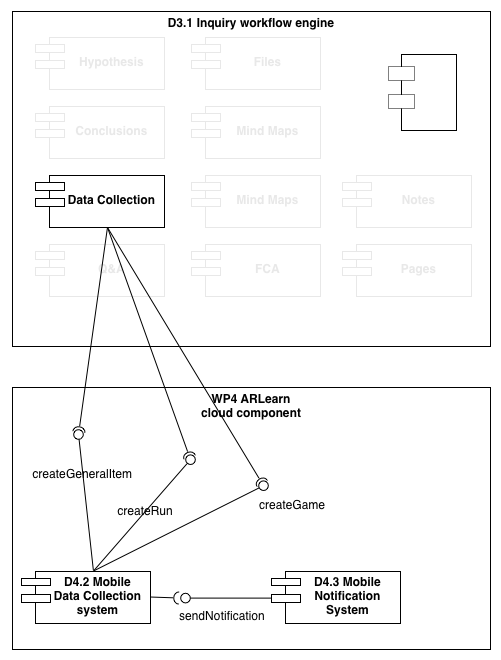 D3.1 Inquiry workflow engine
Hypothesis
Files
Conclusions
Mind Maps
Data Collection
Mind Maps
Notes
Q&A
FCA
Pages
WP4 ARLearn
cloud component
createGeneralItem
createRun
createGame
D4.2 Mobile
Data Collection
system
sendNotification
D4.3 Mobile
Notification
System